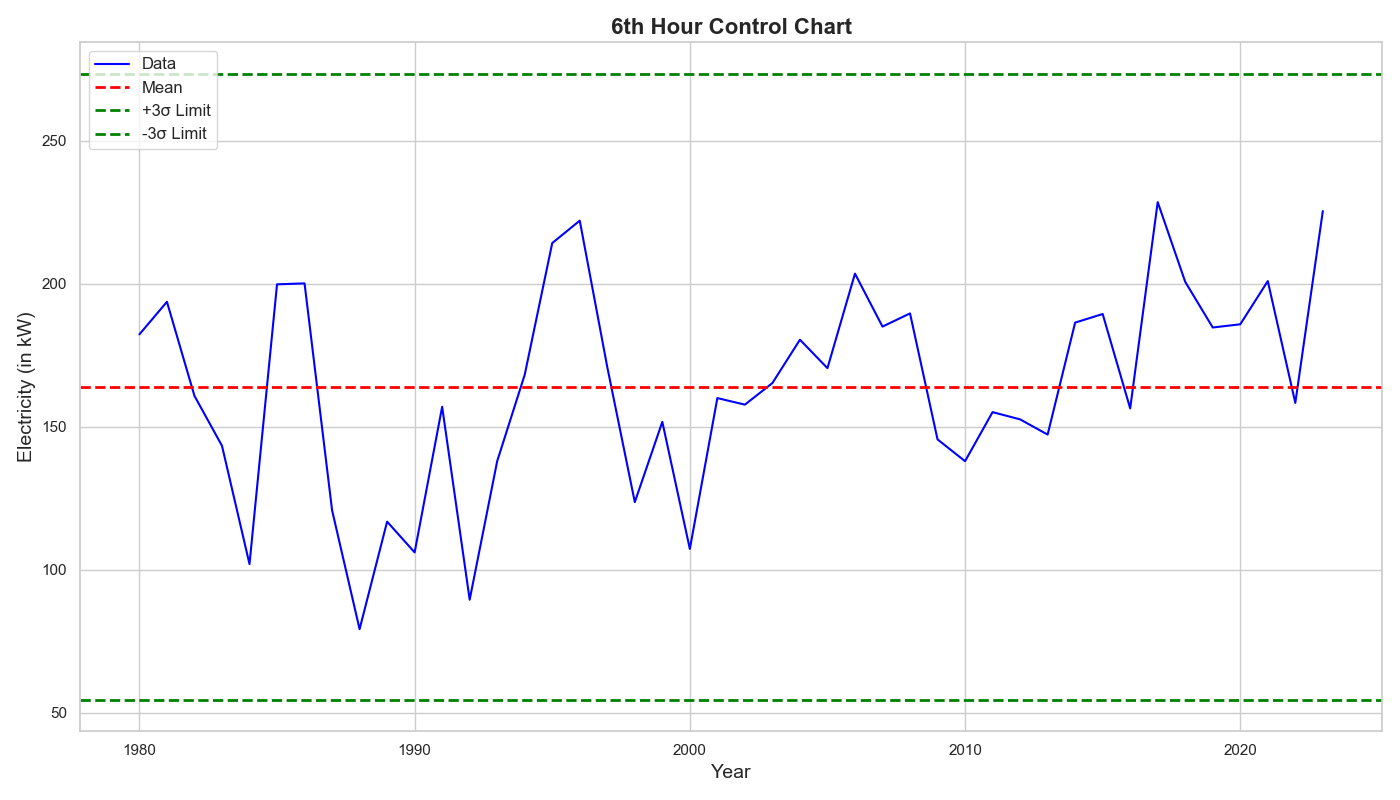 6th Hour Control Chart
Data
Mean
+3σ Limit
-3σ Limit
Electricity (in kW)
250
200
150
100
50
1980
1990
2000
2010
2020
Year